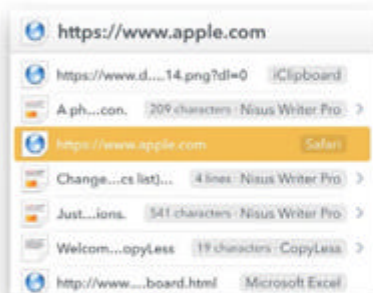 https://www.apple.com
https://www.d....14.png?dl=0 iClipboard
A ph...con. 209 characters · Nisus Writer Pro
https://www.apple.com Safari
Change...cs list)... 4 lines · Nisus Writer Pro
Just...ions. 541 characters · Nisus Writer Pro
Welcom...opyLess 19 characters · CopyLess
http://www....board.html Microsoft Excel